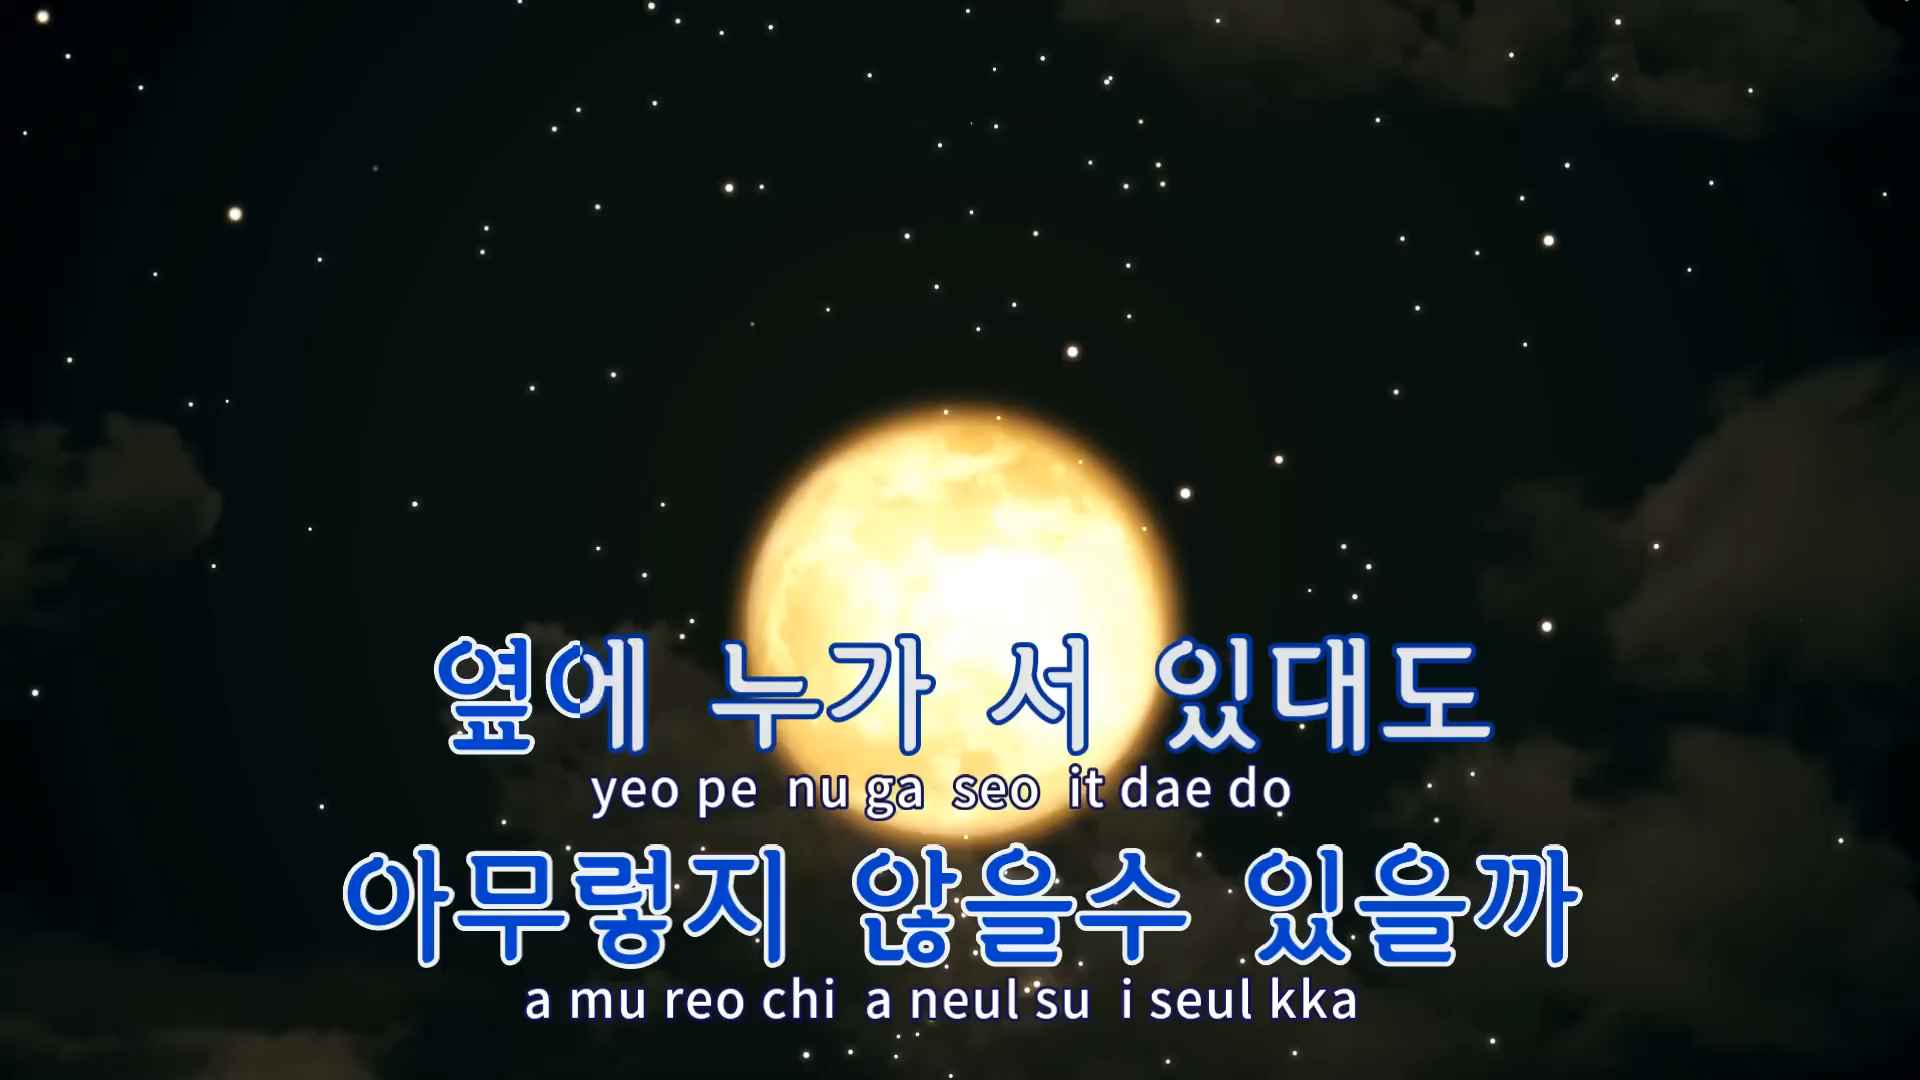 옆에 누가 서 있대도
yeo pe nu ga seo it dae do
아무렇지 않을수 있을까
a mu reo chi a neul su i seul kka